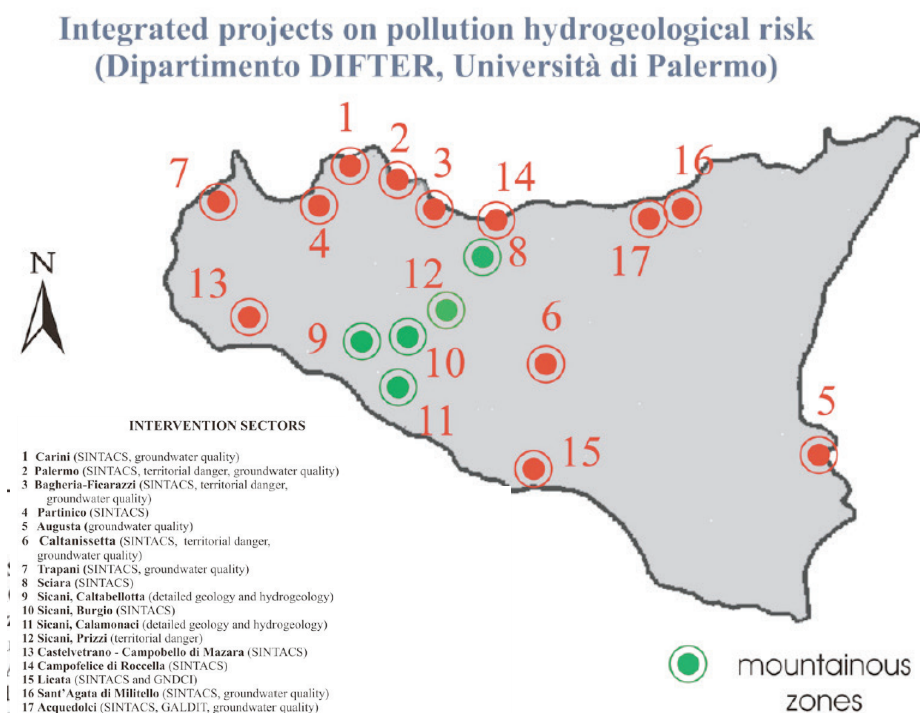 Integrated projects on pollution hydrogeological risk
(Dipartimento DIFTER, Università di Palermo)
1
2
3
7
14
16
4
8
17
N
12
13
6
9
10
5
11
15
INTERVENTION SECTORS
1 Carini (SINTACS, groundwater quality)
2 Palermo (SINTACS, territorial danger, groundwater quality)
3 Bagheria-Ficarazzi (SINTACS, territorial danger,
groundwater quality)
4 Partinico (SINTACS)
5 Augusta (groundwater quality)
6 Caltanissetta (SINTACS, territorial danger,
groundwater quality)
7 Trapani (SINTACS, groundwater quality)
8 Sciara (SINTACS)
9 Sicani, Caltabellotta (detailed geology and hydrogeology)
10 Sicani, Burgio (SINTACS)
11 Sicani, Calamonaci (detailed geology and hydrogeology)
12 Sicani, Prizzi (territorial danger)
13 Castelvetrano - Campobello di Mazara (SINTACS)
14 Campofelice di Roccella (SINTACS)
15 Licata (SINTACS and GNDCI)
16 Sant'Agata di Militello (SINTACS, groundwater quality)
17 Acquedolci (SINTACS, GALDIT, groundwater quality)
mountainous
zones